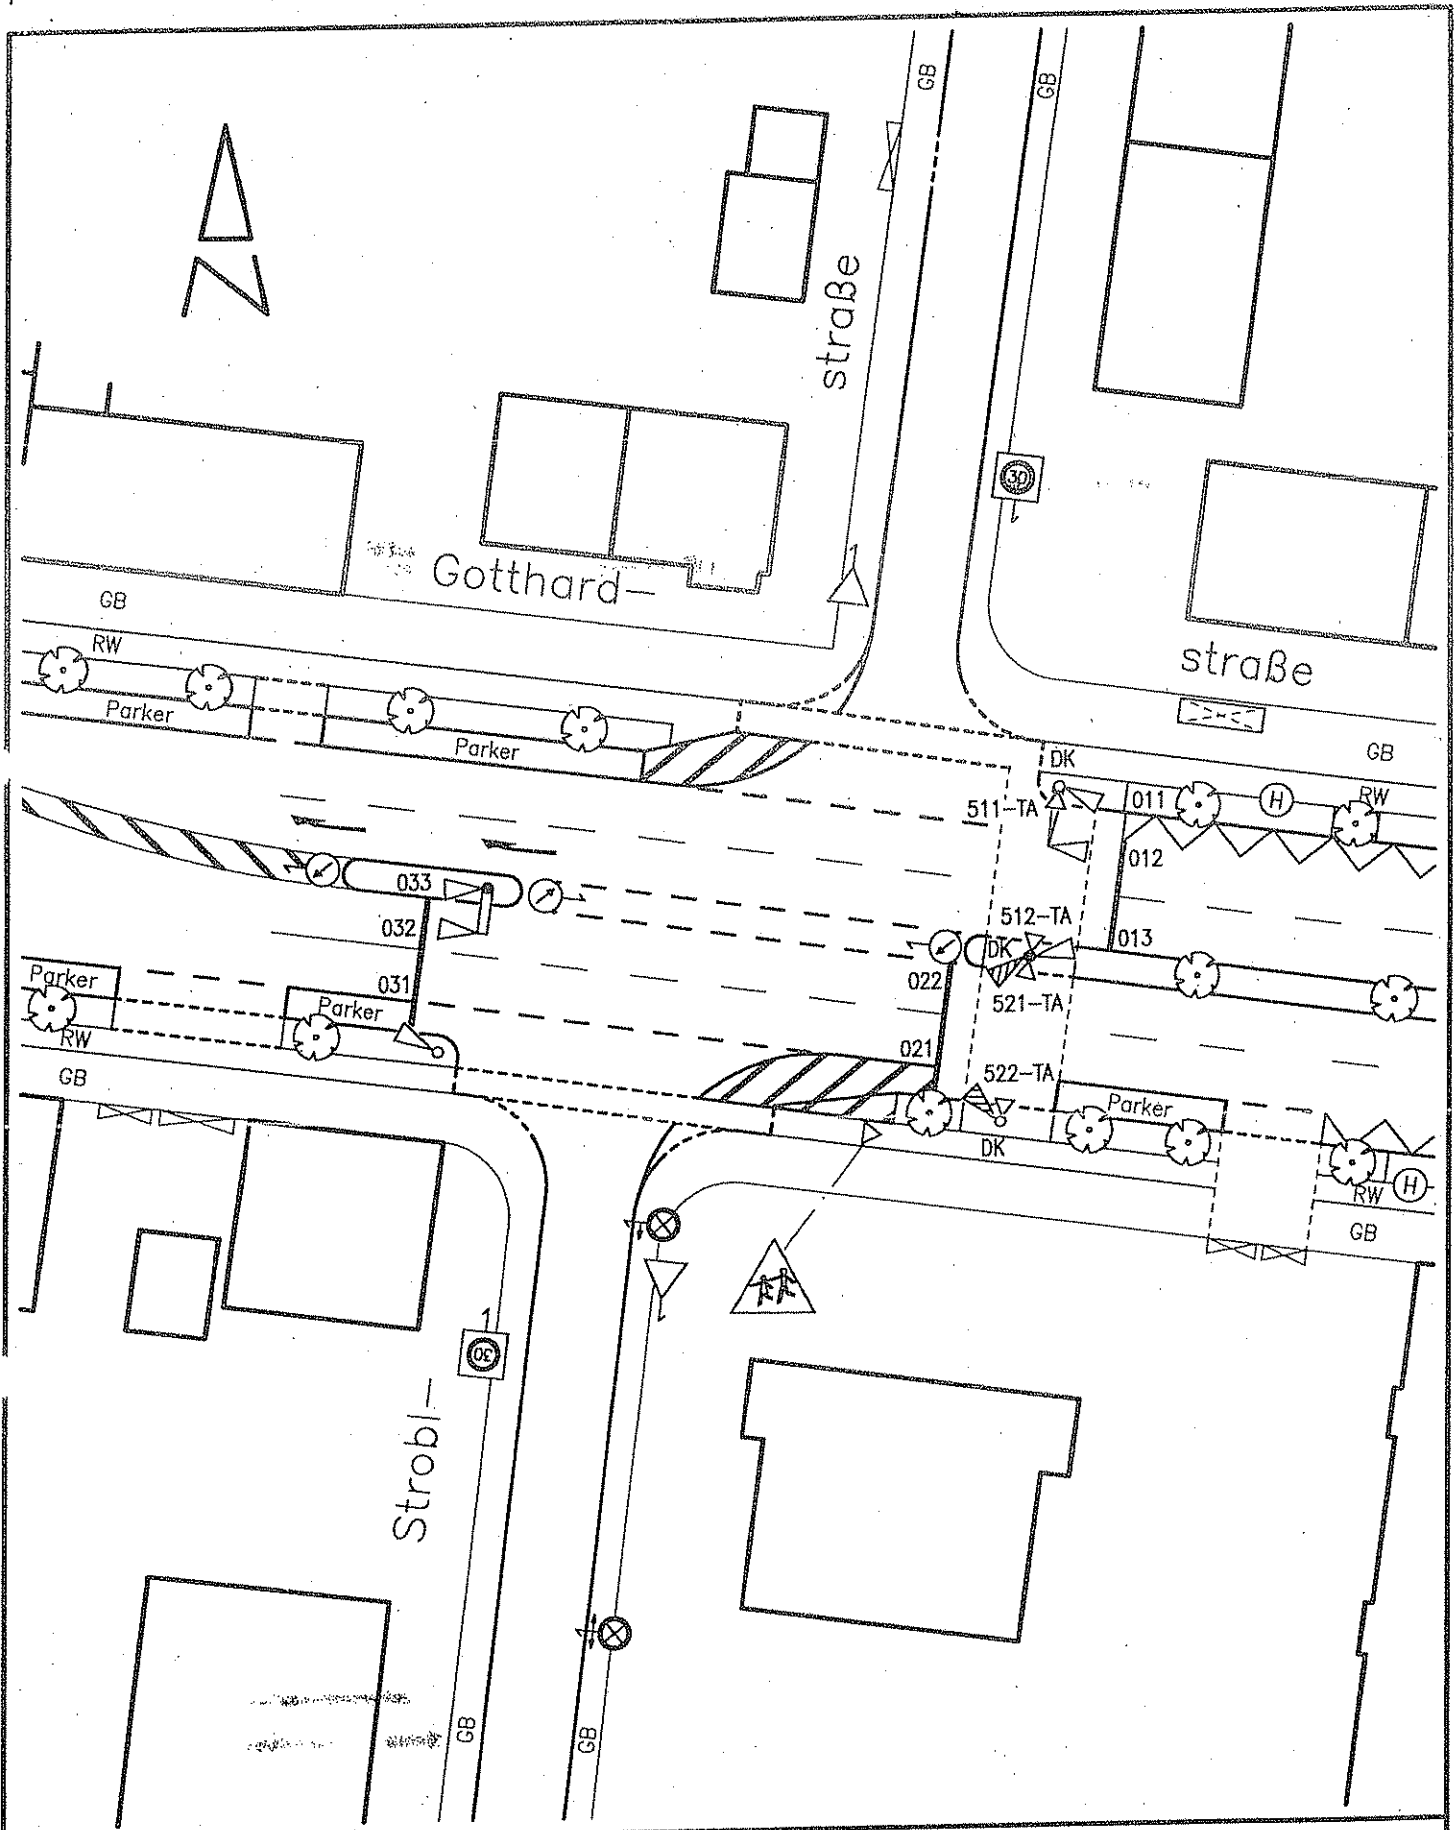 GB
GB
N
straße
30
Gotthard-
GB
straße
RW
Parker
Parker
GB
DK
511-TA
011
H
RW
012
033
512-TA
032
013
DK
022
Parker
031
521-TA
Parker
RW
021
GB
522-TA
Parker
DK
RW
H
GB
30
Strobl-
GB
GB